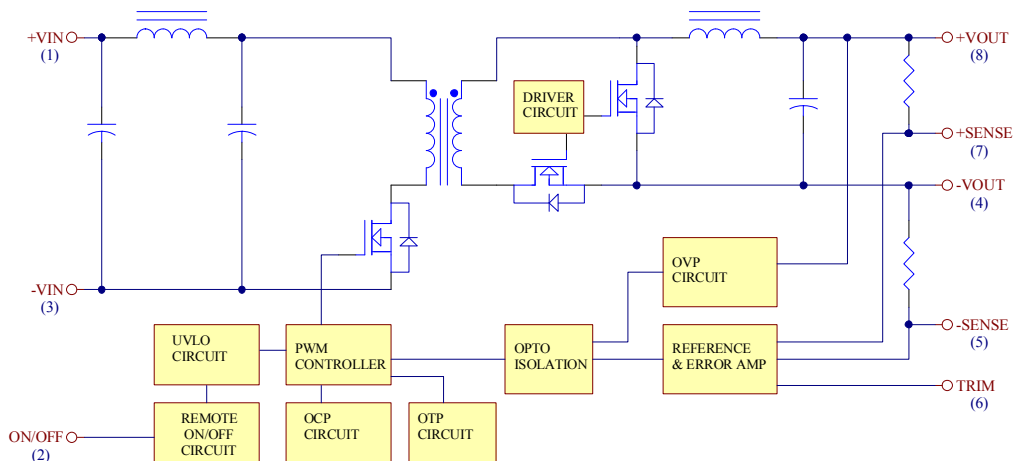 +VIN
(1)
+VOUT
(8)
DRIVER
CIRCUIT
+SENSE
(7)
-VOUT
(4)
OVP
CIRCUIT
-VIN
(3)
-SENSE
(5)
UVLO
CIRCUIT
PWM
CONTROLLER
OPTO
ISOLATION
REFERENCE
& ERROR AMP
TRIM
(6)
REMOTE
ON/OFF
CIRCUIT
OCP
CIRCUIT
OTP
CIRCUIT
ON/OFF
(2)